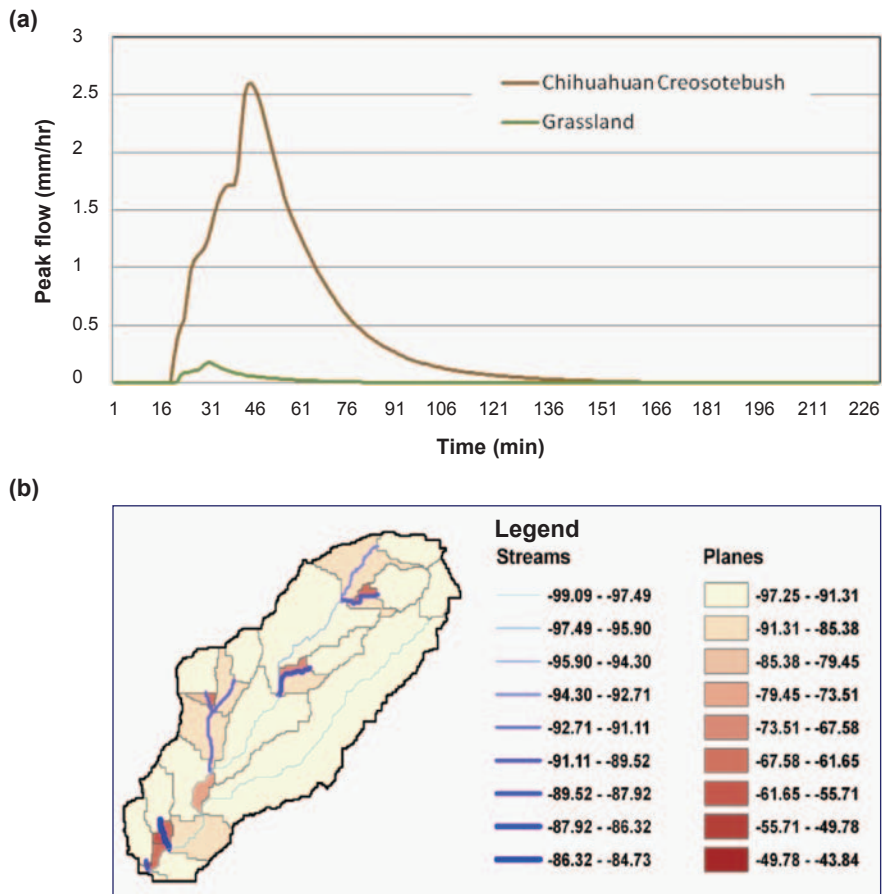 (a)
3
2.5
2
1.5
1
0.5
0
Peak flow (mm/hr)
Chihuahuan Creosotebush
Grassland
1 16 31 46 61 76 91 106 121 136 151 166 181 196 211 226
Time (min)
(b)
Legend
Streams
-99.09 - -97.49
-97.49 - -95.90
-95.90 - -94.30
-94.30 - -92.71
-92.71 - -91.11
-91.11 - -89.52
-89.52 - -87.92
-87.92 - -86.32
-86.32 - -84.73
Planes
-97.25 - -91.31
-91.31 - -85.38
-85.38 - -79.45
-79.45 - -73.51
-73.51 - -67.58
-67.58 - -61.65
-61.65 - -55.71
-55.71 - -49.78
-49.78 - -43.84